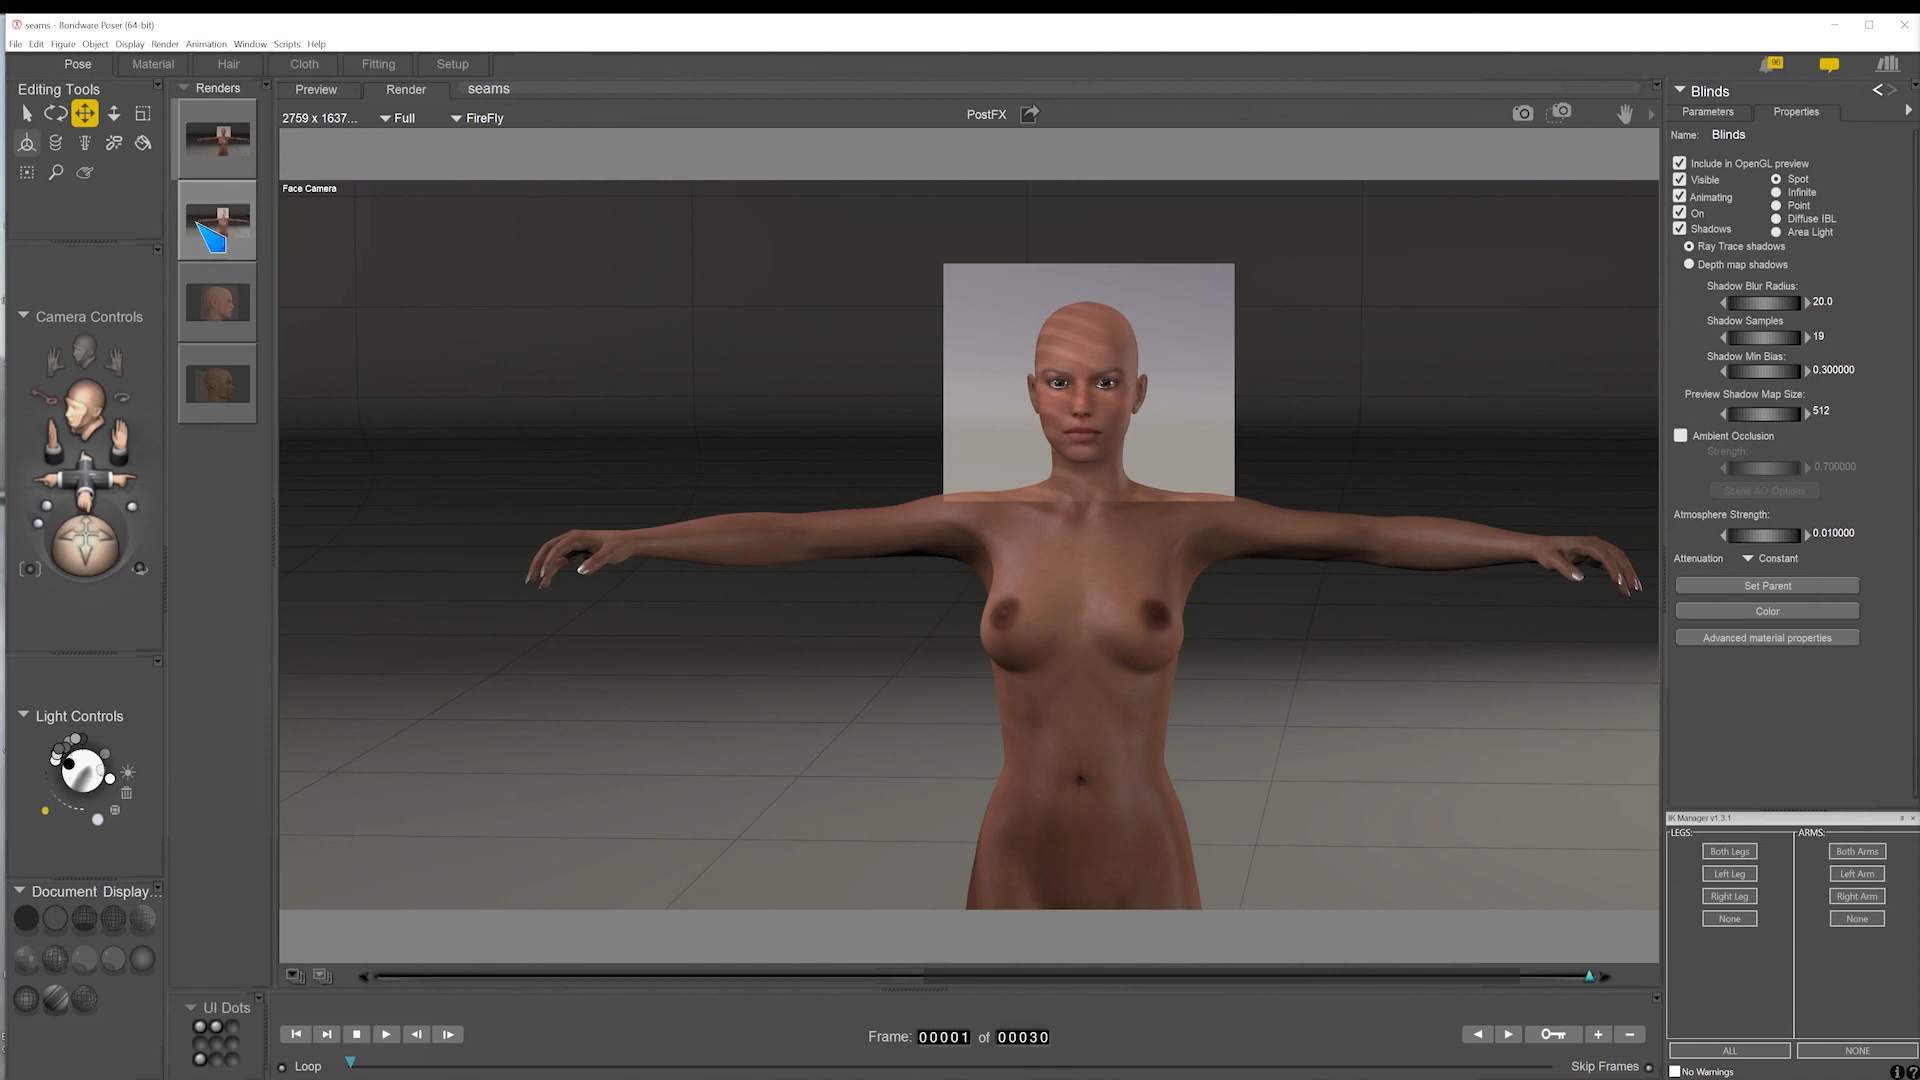 seams - Bondware Poser (64-bit)
File Edit Figure Object Display Render Animation Window Scripts Help
Pose Material Hair Cloth Fitting Setup
96
Editing Tools
Renders
Preview Render seams
2759 x 1637... Full FireFly
PostFX
Face Camera
Camera Controls
Light Controls
Document Display...
UI Dots
Frame: 00001 of 00030
Loop
Skip Frames
Blinds
Parameters Properties
Name: Blinds
Include in OpenGL preview
Visible
Animating
On
Shadows
Spot
Infinite
Point
Diffuse IBL
Area Light
Ray Trace shadows
Depth map shadows
Shadow Blur Radius:
20.0
Shadow Samples
19
Shadow Min Bias:
0.300000
Preview Shadow Map Size:
512
Ambient Occlusion
Strength:
0.700000
Scene AO Options
Atmosphere Strength:
0.010000
Attenuation Constant
Set Parent
Color
Advanced material properties
IK Manager v1.3.1
LEGS: ARMS:
Both Legs Both Arms
Left Leg Left Arm
Right Leg Right Arm
None None
ALL NONE
No Warnings